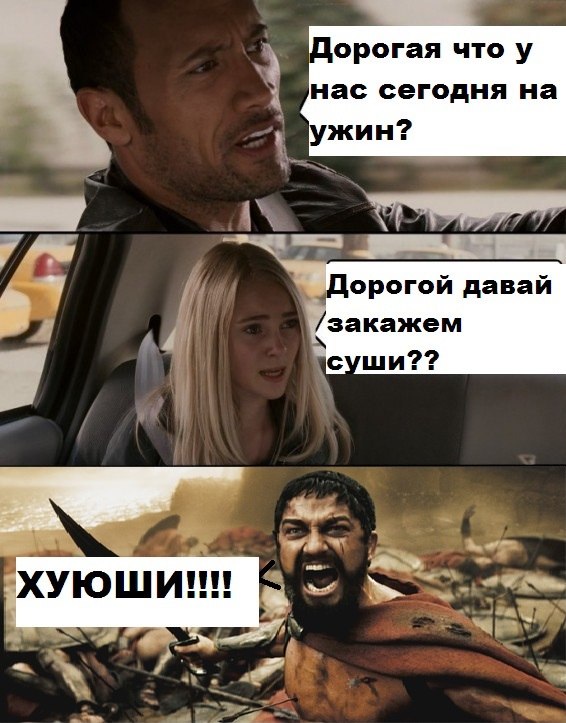 Дорогая что у
нас сегодня на
ужин?
Дорогой давай
закажем
суши??
ХУЮШИ!!!!